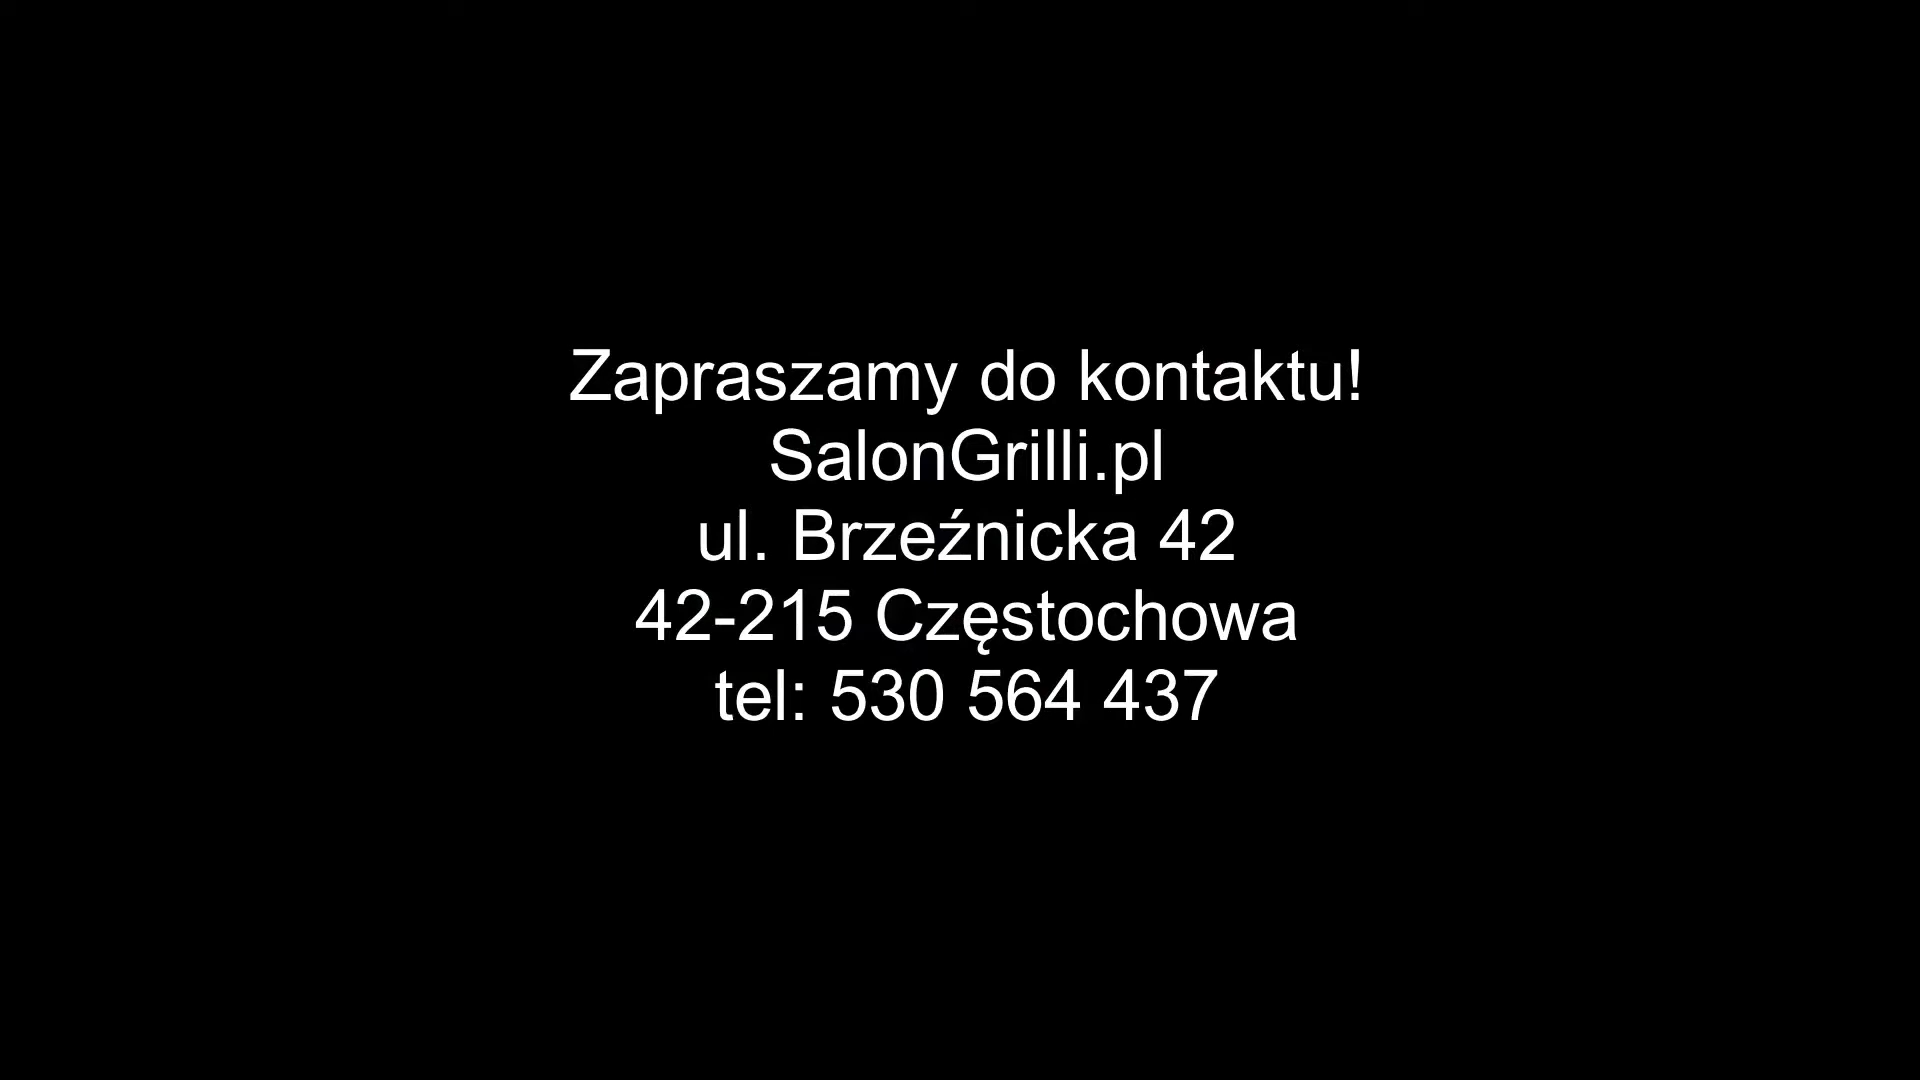 Zapraszamy do kontaktu!
SalonGrilli.pl
ul. Brzeźnicka 42
42-215 Częstochowa
tel: 530 564 437